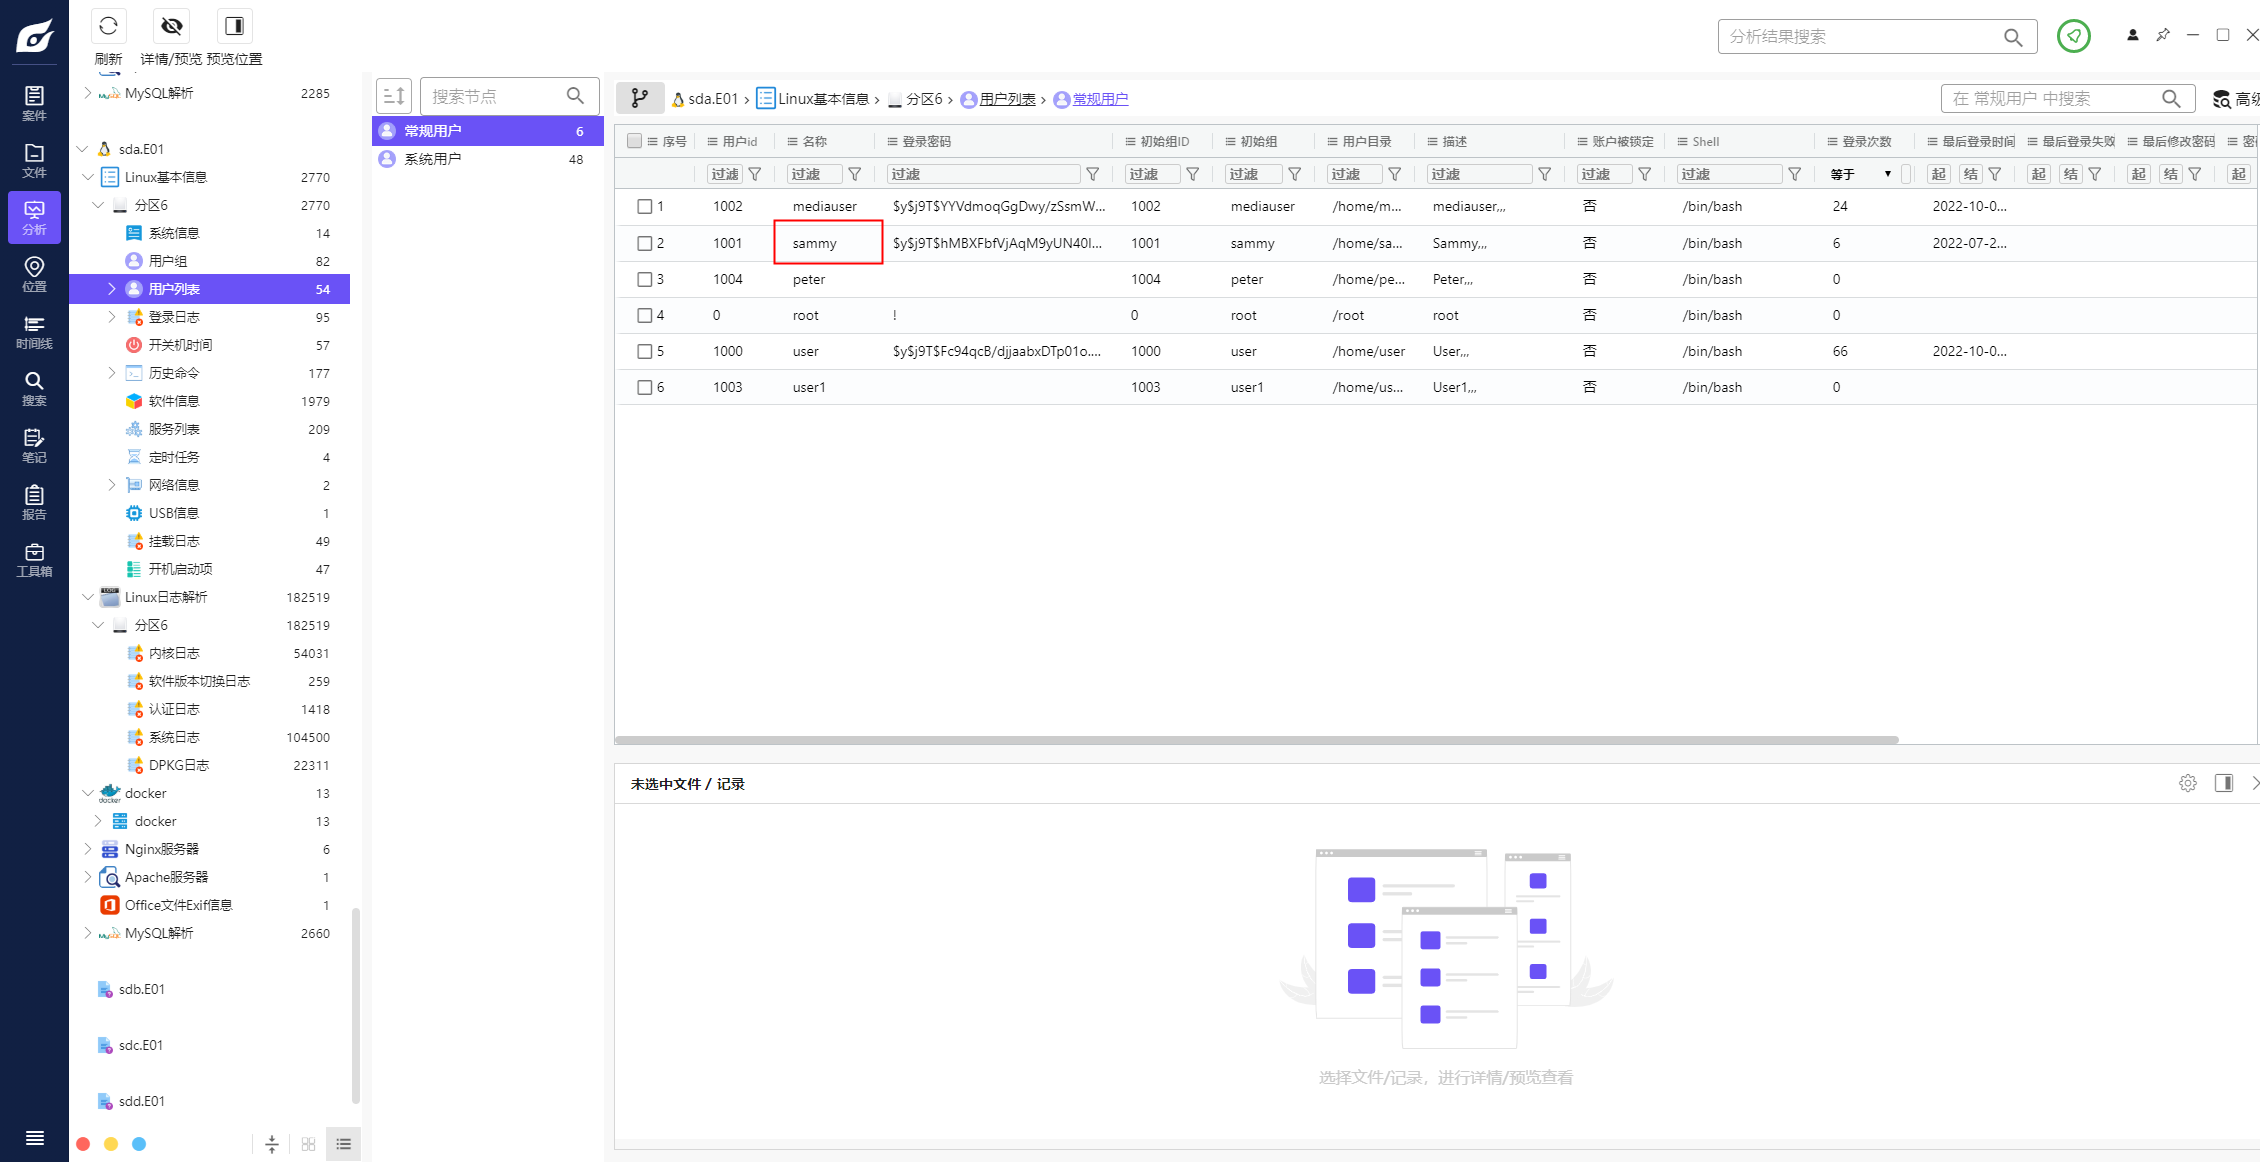 刷新 详情/预览 预览位置
分析结果搜索
案件
文件
分析
位置
时间线
搜索
笔记
报告
工具箱
MySQL解析 2285
sda.E01
Linux基本信息 2770
分区6 2770
系统信息 14
用户组 82
用户列表 54
登录日志 95
开关机时间 57
历史命令 177
软件信息 1979
服务列表 209
定时任务 4
网络信息 2
USB信息 1
挂载日志 49
开机启动项 47
Linux日志解析 182519
分区6 182519
内核日志 54031
软件版本切换日志 259
认证日志 1418
系统日志 104500
DPKG日志 22311
docker 13
docker 13
Nginx服务器 6
Apache服务器 1
Office文件Exif信息 1
MySQL解析 2660
sdb.E01
sdc.E01
sdd.E01
搜索节点
常规用户 6
系统用户 48
sda.E01 › Linux基本信息 › 分区6 › 用户列表 › 常规用户
在 常规用户 中搜索 高级
序号 用户id 名称 登录密码 初始组ID 初始组 用户目录 描述 账户被锁定 Shell 登录次数 最后登录时间 最后登录失败 最后修改密码 密
过滤 过滤 过滤 过滤 过滤 过滤 过滤 过滤 过滤 等于 起 结 起 结 起 结 起
1 1002 mediauser $y$j9T$YYVdmoqGgDwy/zSsmW... 1002 mediauser /home/m... mediauser,,, 否 /bin/bash 24 2022-10-0...
2 1001 sammy $y$j9T$hMBXFbfVjAqM9yUN40I... 1001 sammy /home/sa... Sammy,,, 否 /bin/bash 6 2022-07-2...
3 1004 peter 1004 peter /home/pe... Peter,,, 否 /bin/bash 0
4 0 root ! 0 root /root root 否 /bin/bash 0
5 1000 user $y$j9T$Fc94qcB/djjaabxDTp01o.... 1000 user /home/user User,,, 否 /bin/bash 66 2022-10-0...
6 1003 user1 1003 user1 /home/us... User1,,, 否 /bin/bash 0
未选中文件 / 记录
选择文件/记录，进行详情/预览查看